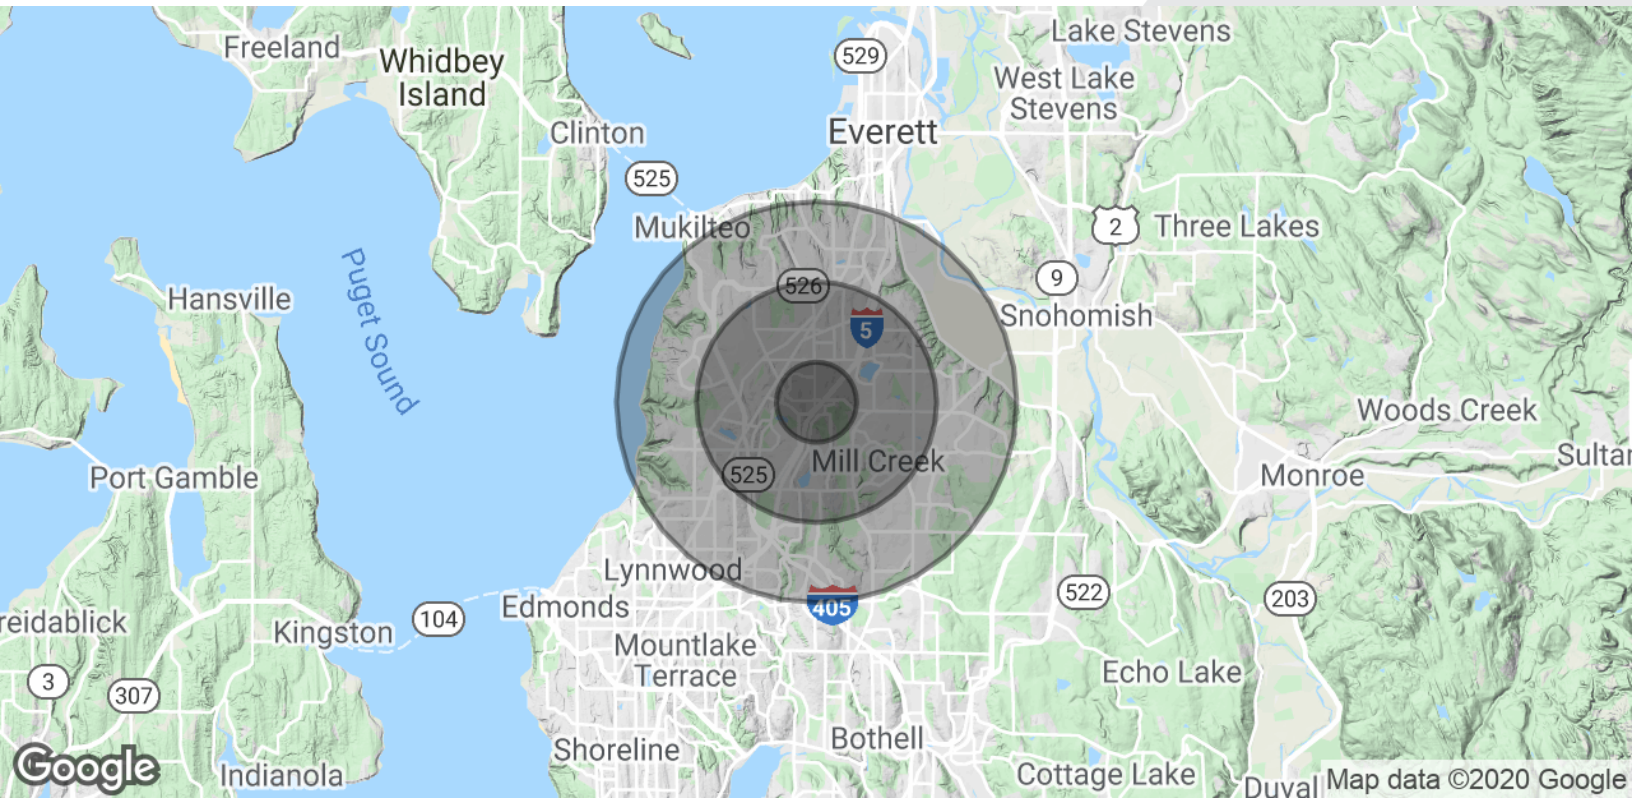 Freeland
Whidbey
Island
529
Lake Stevens
West Lake
Stevens
Clinton
Everett
525
Mukilteo
2
Three Lakes
Puget Sound
Hansville
526
9
5
Snohomish
Woods Creek
Port Gamble
525
Mill Creek
Monroe
Sultan
Lynnwood
Edmonds
405
522
203
reidablick
Kingston
104
Mountlake
Terrace
Echo Lake
3
307
Shoreline
Bothell
Google
Indianola
Cottage Lake
Duval
Map data ©2020 Google